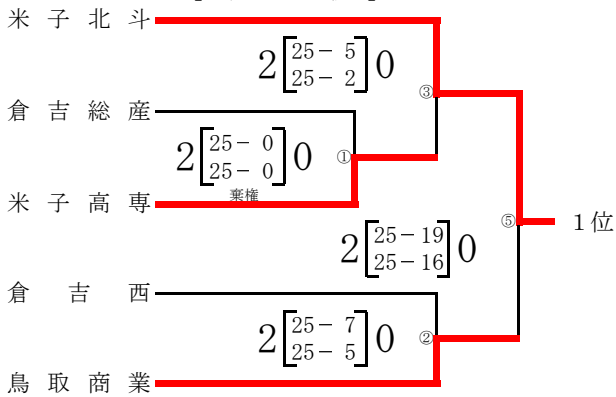 米子北斗
2 25－ 5 0
25－ 2
③
倉吉総産
2 25－ 0 0
25－ 0
①
棄権
米子高専
⑤
1位
2 25－19 0
25－16
倉吉西
2 25－ 7 0
25－ 5
②
鳥取商業